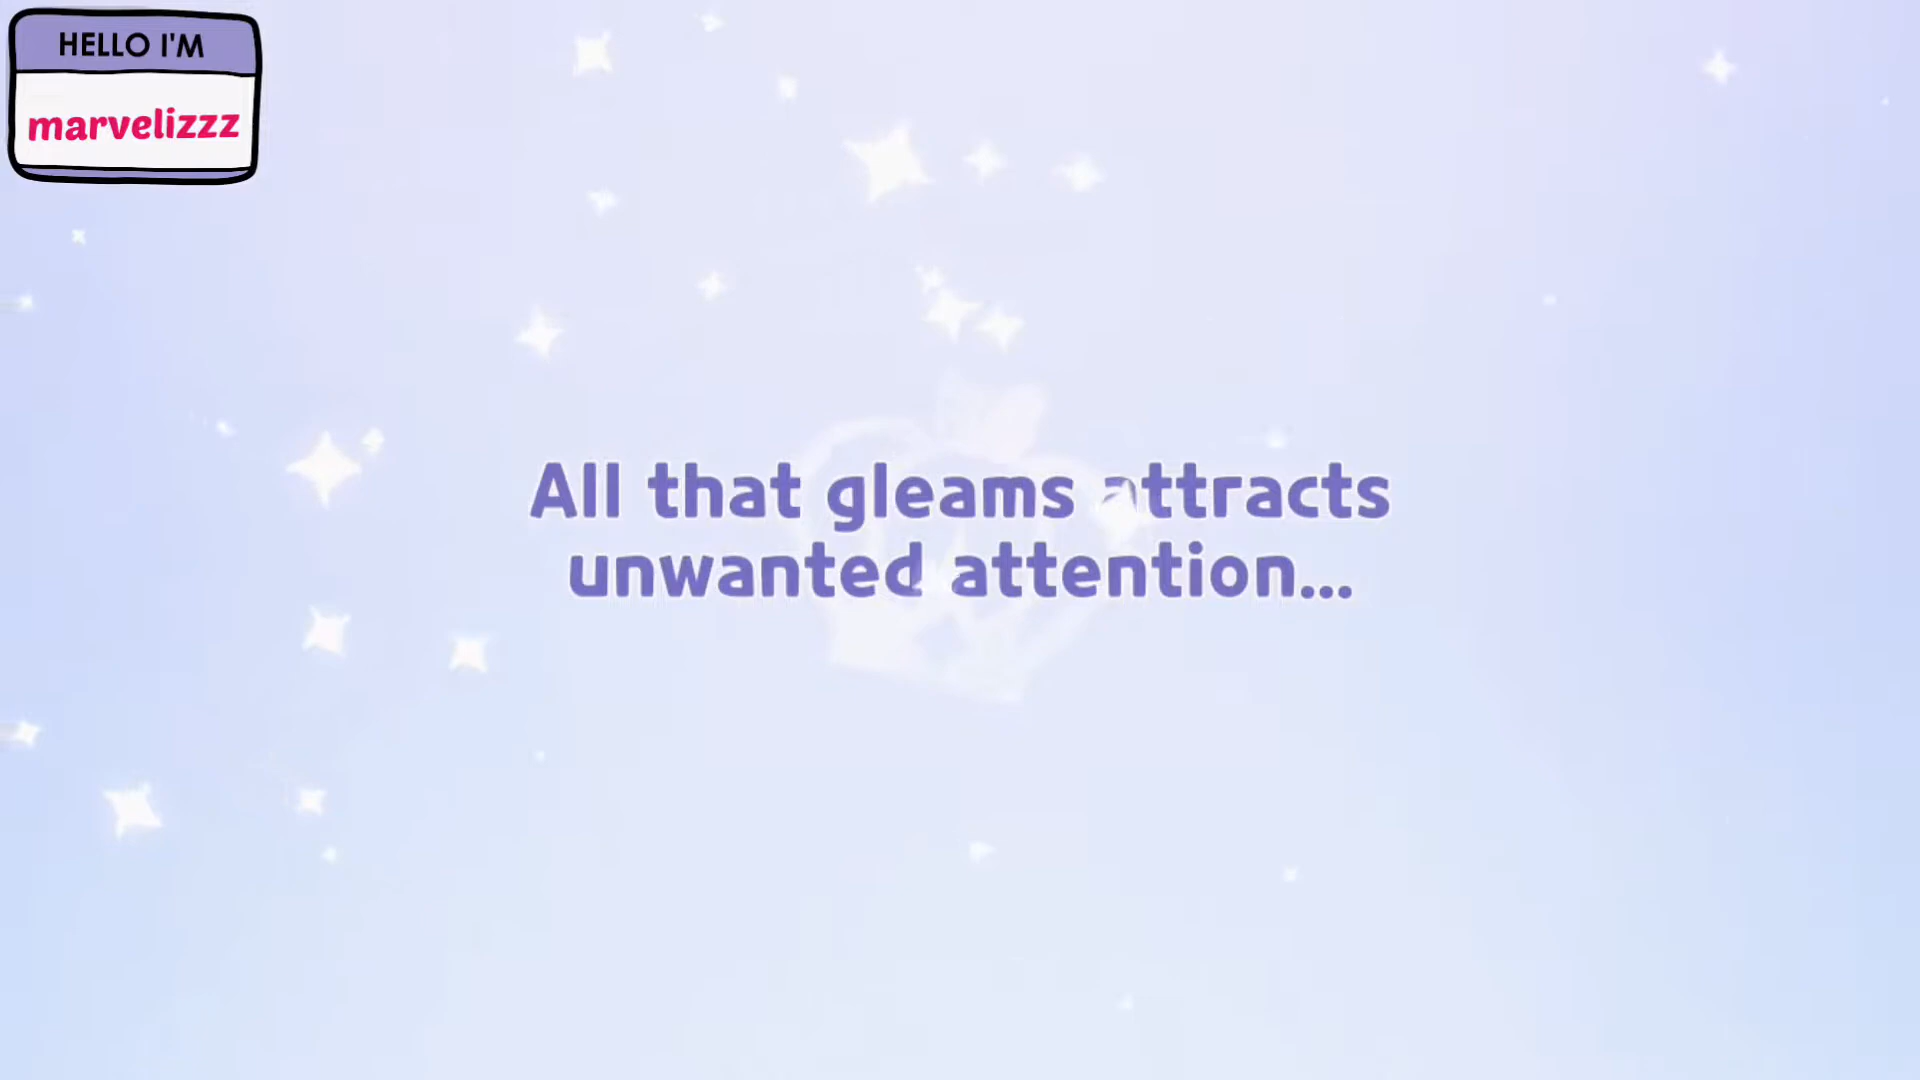 HELLO I'M
marvelizzz
All that gleams attracts
unwanted attention...